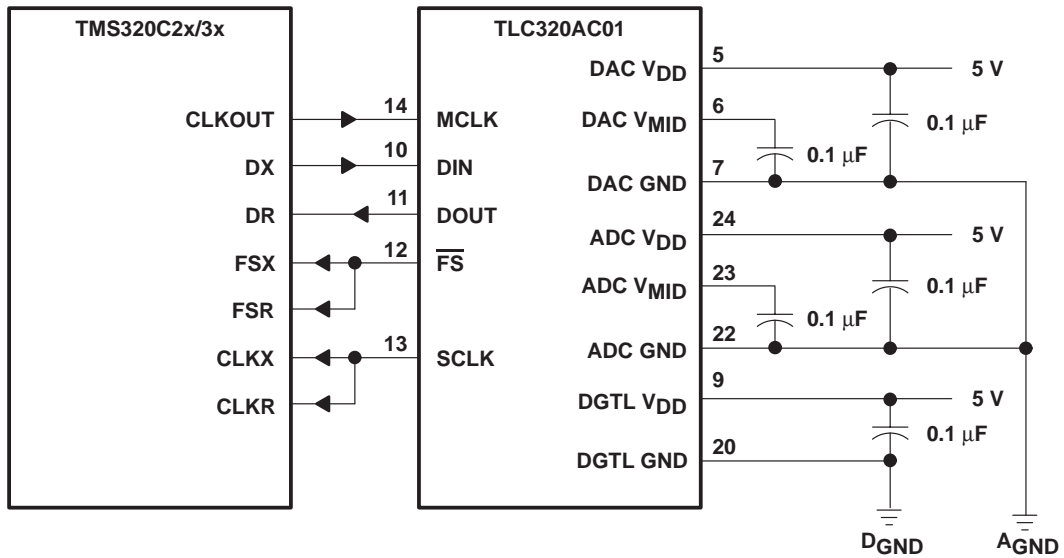 TMS320C2x/3x
TLC320AC01
CLKOUT
DX
DR
FSX
FSR
CLKX
CLKR
14
10
11
12
13
MCLK
DIN
DOUT
FS
SCLK
DAC VDD
DAC VMID
DAC GND
ADC VDD
ADC VMID
ADC GND
DGTL VDD
DGTL GND
5
6
7
24
23
22
9
20
5 V
0.1 μF
0.1 μF
5 V
0.1 μF
0.1 μF
5 V
0.1 μF
DGND
AGND